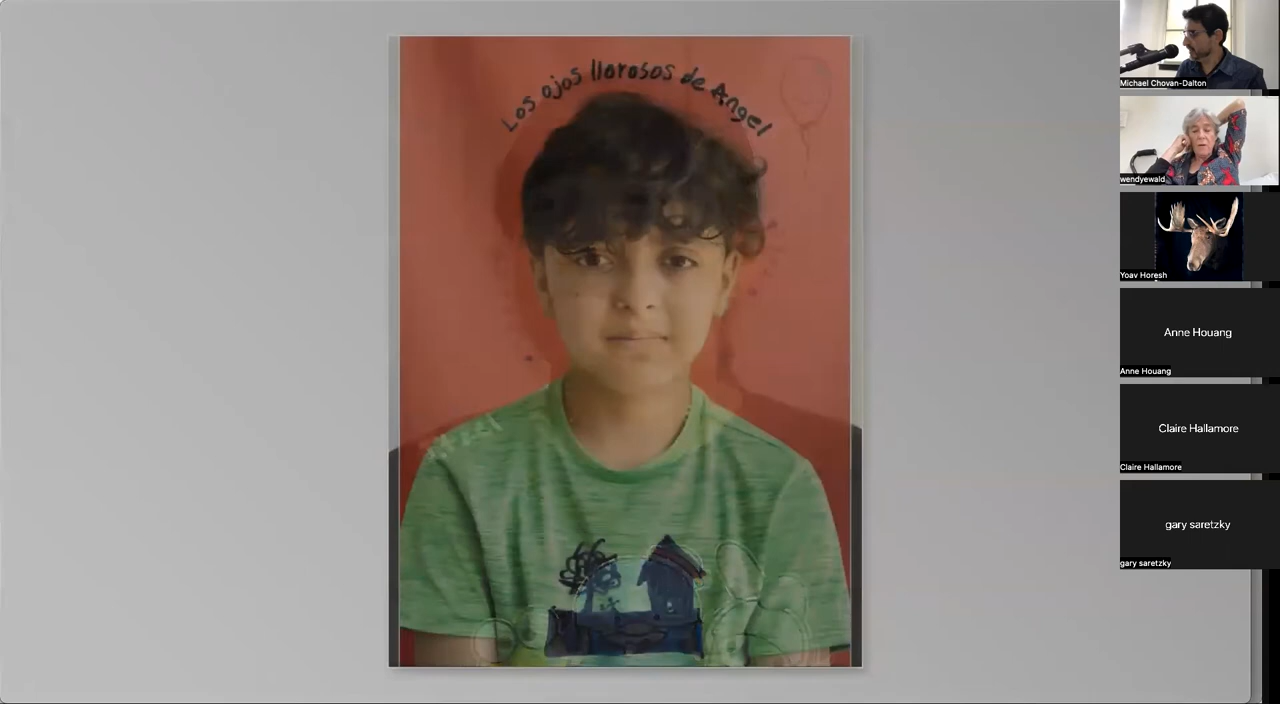 Los ojos llorosos de Angel
Michael Chovan-Dalton
wendyewald
Yoav Horesh
Anne Houang
Anne Houang
Claire Hallamore
Claire Hallamore
gary saretzky
gary saretzky